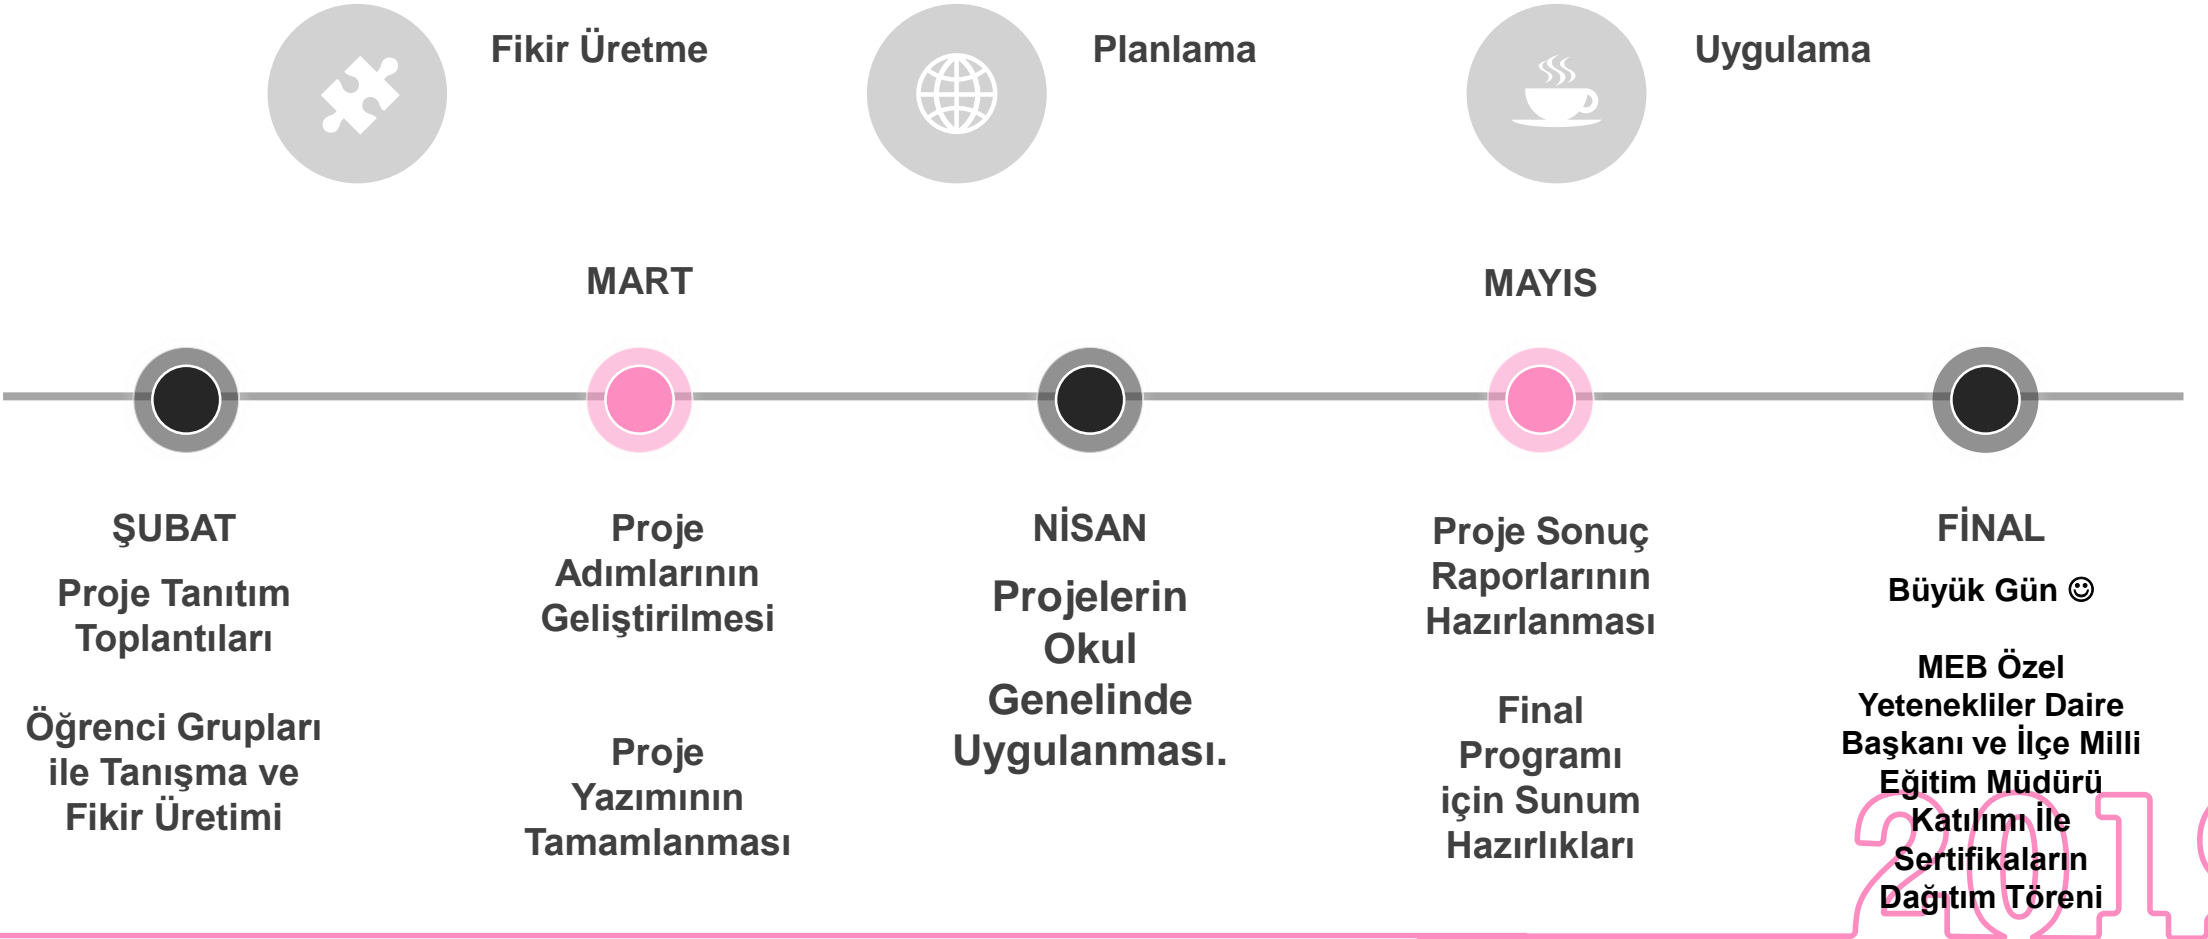 Fikir Üretme
Planlama
Uygulama
MART
MAYIS
ŞUBAT
Proje Tanıtım
Toplantıları
Öğrenci Grupları
ile Tanışma ve
Fikir Üretimi
Proje
Adımlarının
Geliştirilmesi
Proje
Yazımının
Tamamlanması
NİSAN
Projelerin
Okul
Genelinde
Uygulanması.
Proje Sonuç
Raporlarının
Hazırlanması
Final
Programı
için Sunum
Hazırlıkları
FİNAL
Büyük Gün ☺
MEB Özel
Yetenekliler Daire
Başkanı ve İlçe Milli
Eğitim Müdürü
Katılımı İle
Sertifikaların
Dağıtım Töreni
201